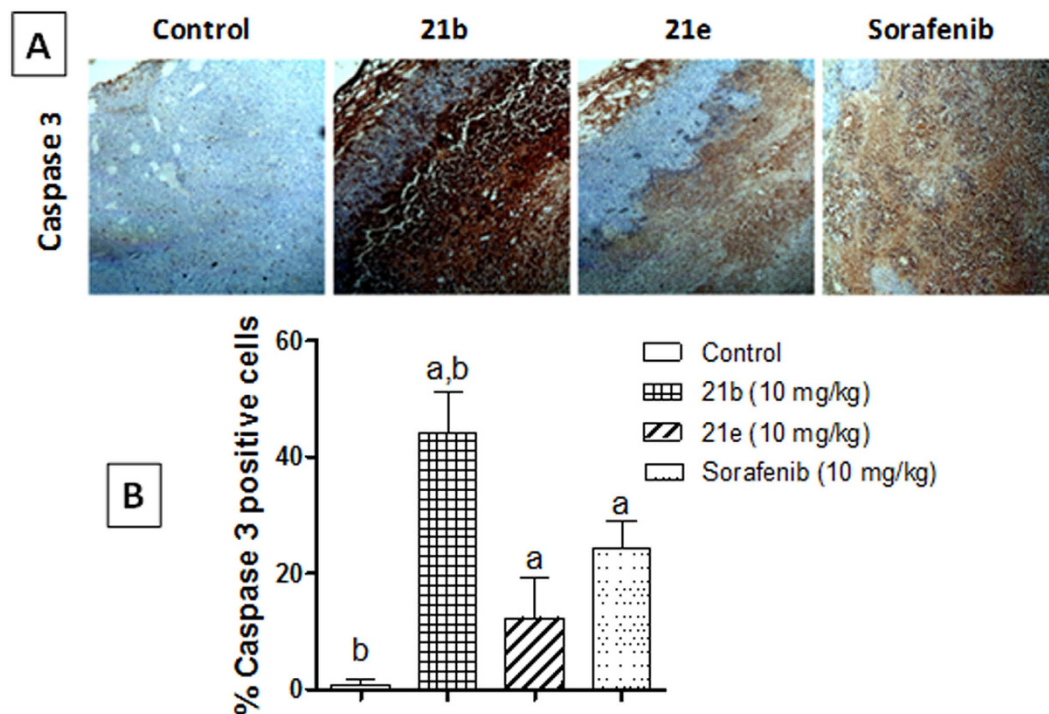 A
Control 21b 21e Sorafenib
Caspase 3
B
% Caspase 3 positive cells
60
40
20
0
b
a,b
a
a
Control
21b (10 mg/kg)
21e (10 mg/kg)
Sorafenib (10 mg/kg)